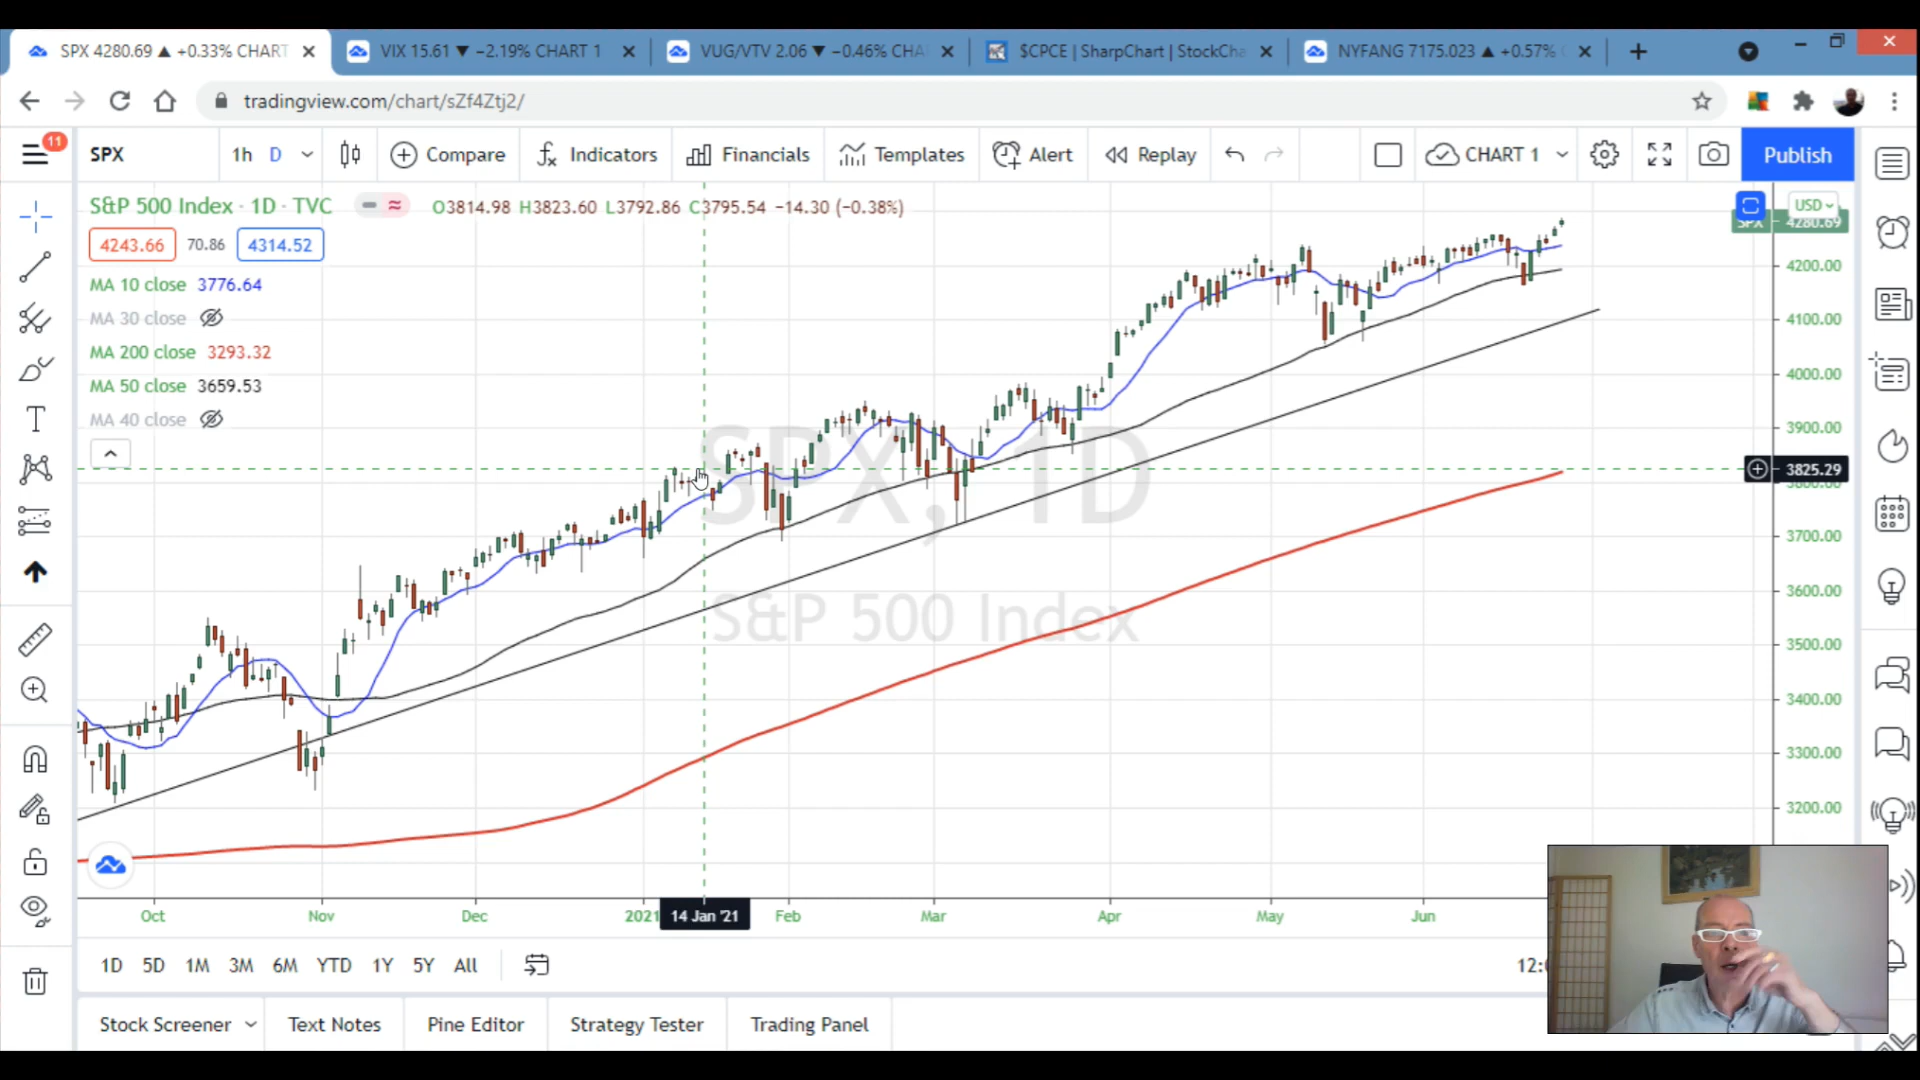 SPX 4280.69 ▲ +0.33% CHART
VIX 15.61 ▼ −2.19% CHART 1
VUG/VTV 2.06 ▼ −0.46% CHA
$CPCE | SharpChart | StockCha
NYFANG 7175.023 ▲ +0.57%
tradingview.com/chart/sZf4Ztj2/
11
SPX
1h
D
Compare
Indicators
Financials
Templates
Alert
Replay
CHART 1
Publish
S&P 500 Index · 1D · TVC
O3814.98 H3823.60 L3792.86 C3795.54 −14.30 (−0.38%)
USD
SPX
4280.69
4243.66
70.86
4314.52
MA 10 close 3776.64
MA 30 close
MA 200 close 3293.32
MA 50 close 3659.53
MA 40 close
SPX, 1D
S&P 500 Index
4200.00
4100.00
4000.00
3900.00
3825.29
3800.00
3700.00
3600.00
3500.00
3400.00
3300.00
3200.00
Oct
Nov
Dec
2021
14 Jan '21
Feb
Mar
Apr
May
Jun
1D
5D
1M
3M
6M
YTD
1Y
5Y
All
Stock Screener
Text Notes
Pine Editor
Strategy Tester
Trading Panel